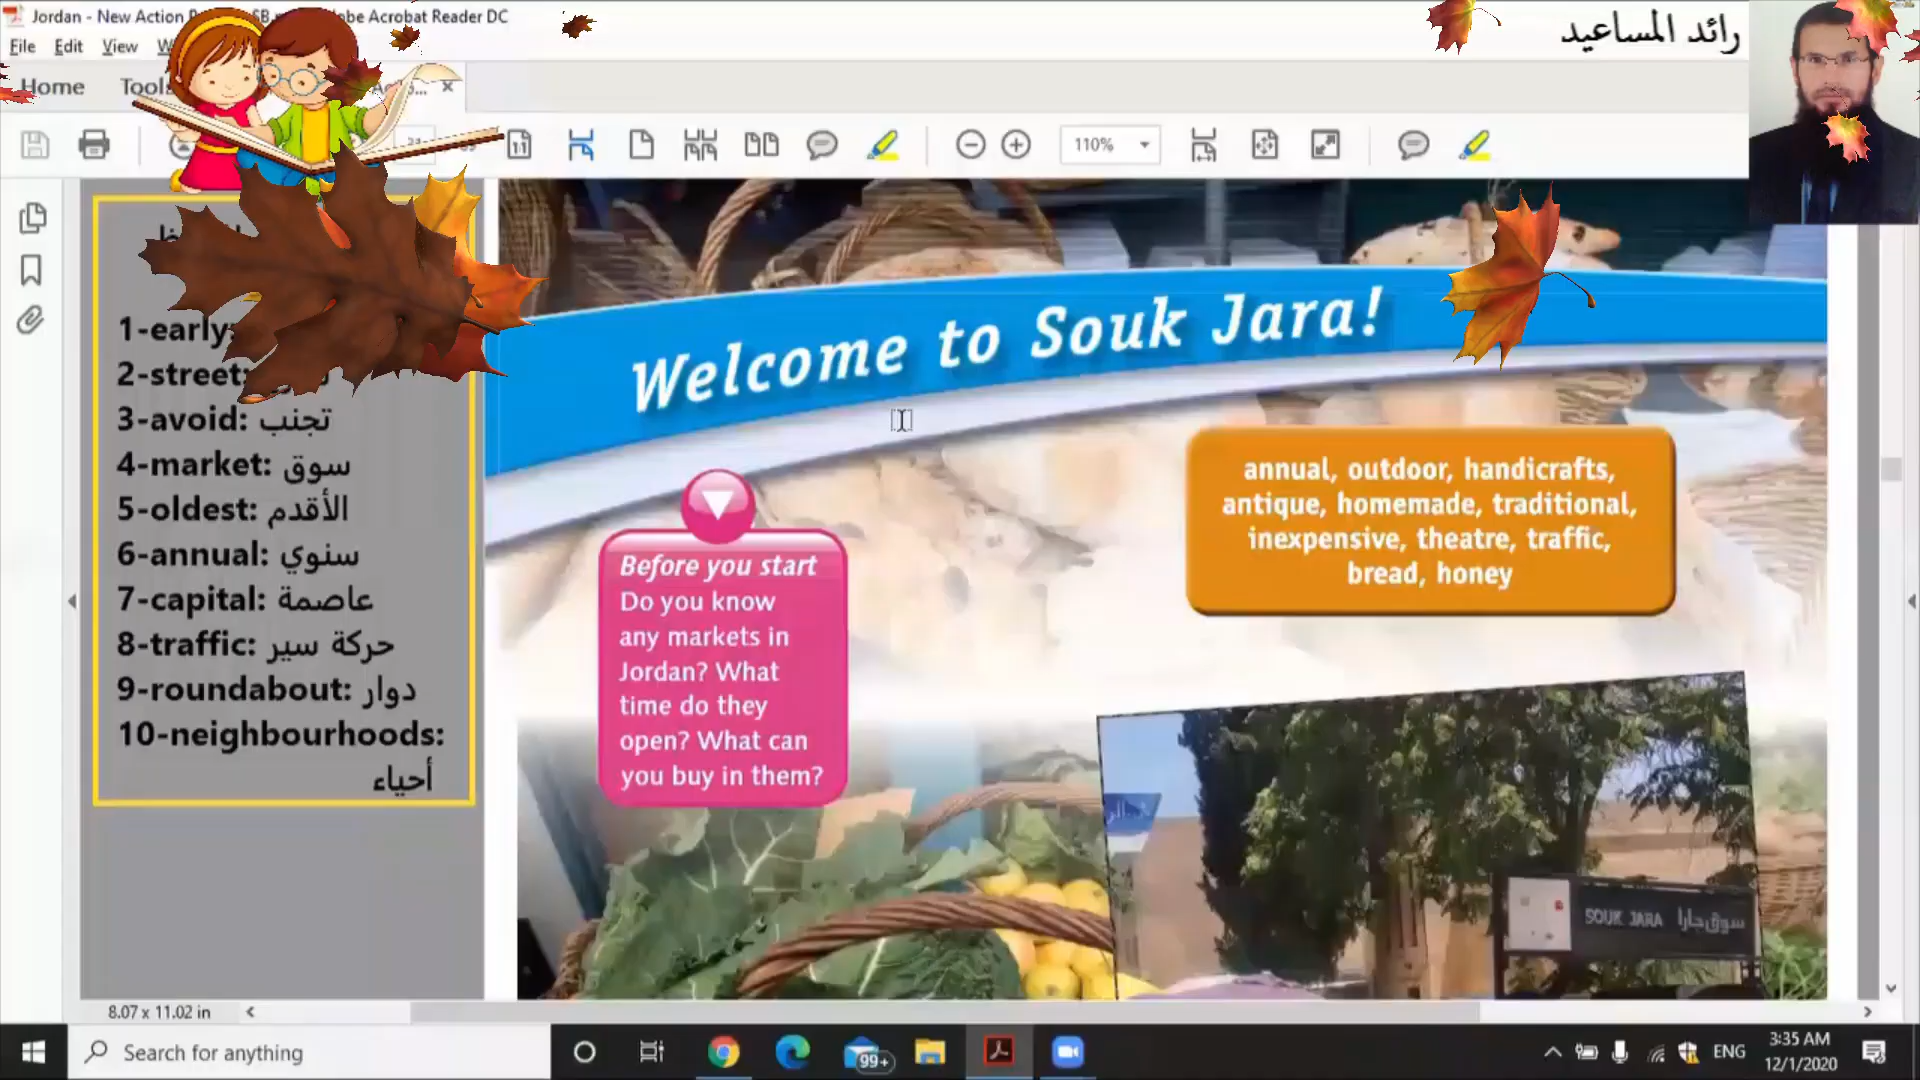 Jordan - New Action
SB
Adobe Acrobat Reader DC
رائد المساعيد
File Edit View
Home Tools
110%
1-early:
2-street:
3-avoid: تجنب
4-market: سوق
5-oldest: الأقدم
6-annual: سنوي
7-capital: عاصمة
8-traffic: حركة سير
9-roundabout: دوار
10-neighbourhoods:
أحياء
Welcome to Souk Jara!
annual, outdoor, handicrafts,
antique, homemade, traditional,
inexpensive, theatre, traffic,
bread, honey
Before you start
Do you know
any markets in
Jordan? What
time do they
open? What can
you buy in them?
SOUK JARA سوق جارا
8.07 x 11.02 in
Search for anything
99+
ENG
3:35 AM
12/1/2020